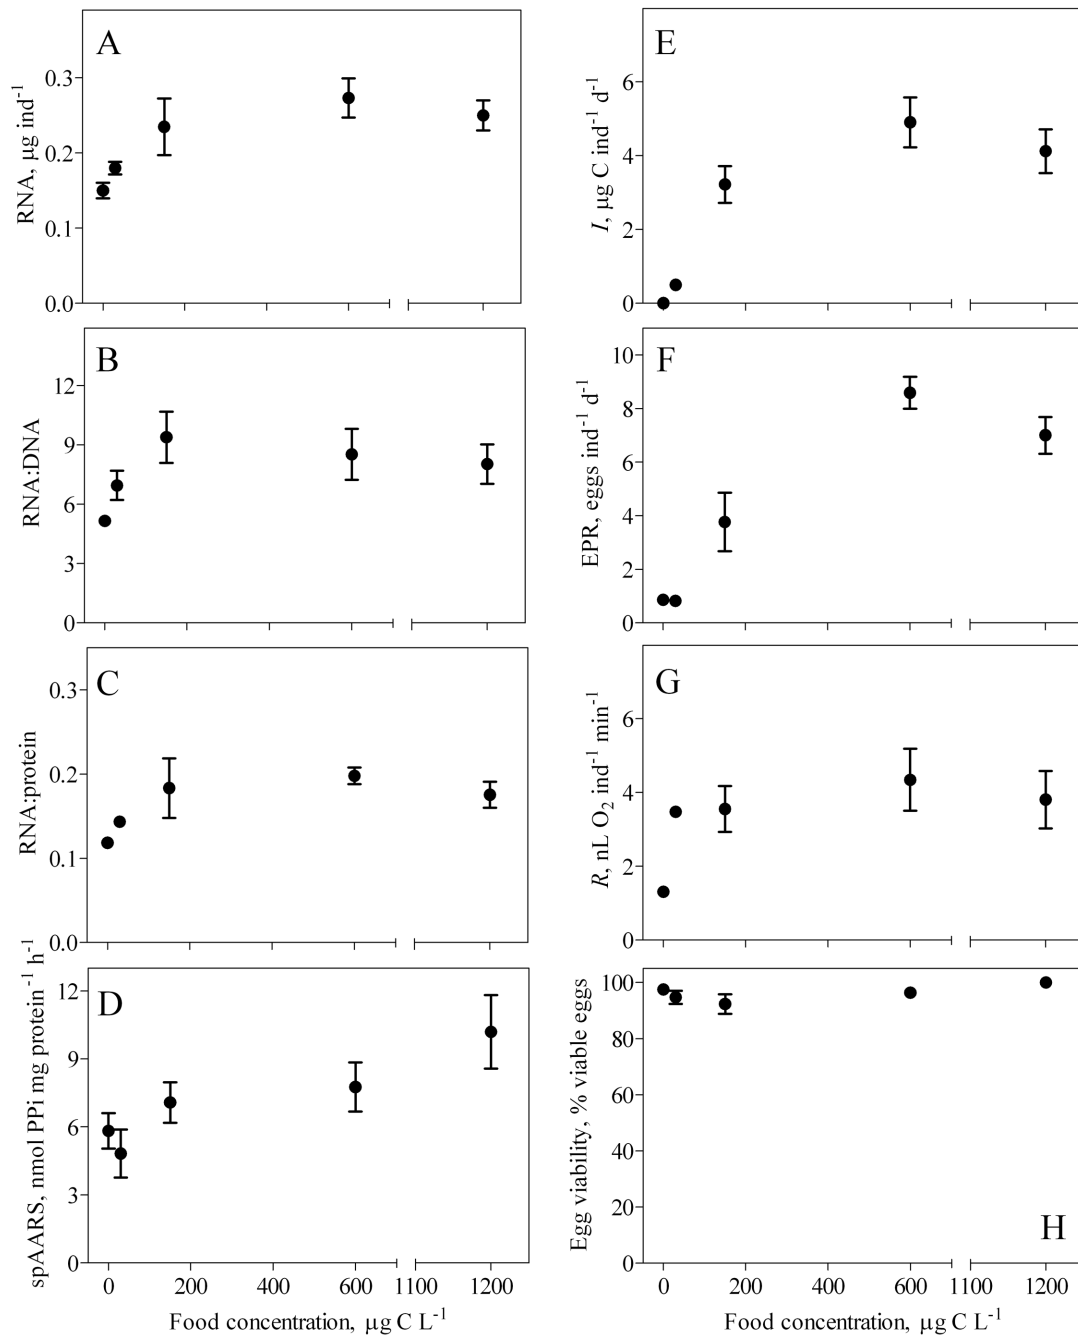 A
RNA, µg ind⁻¹
0.3
0.2
0.1
0.0
B
RNA:DNA
12
9
6
3
0
C
RNA:protein
0.3
0.2
0.1
0.0
D
spAARS, nmol PPi mg protein⁻¹ h⁻¹
12
9
6
3
0
0 200 400 600 1100 1200
Food concentration, µg C L⁻¹
E
I, µg C ind⁻¹ d⁻¹
6
4
2
0
F
EPR, eggs ind⁻¹ d⁻¹
10
8
6
4
2
0
G
R, nL O₂ ind⁻¹ min⁻¹
6
4
2
0
H
Egg viability, % viable eggs
100
80
60
40
20
0
0 200 400 600 1100 1200
Food concentration, µg C L⁻¹